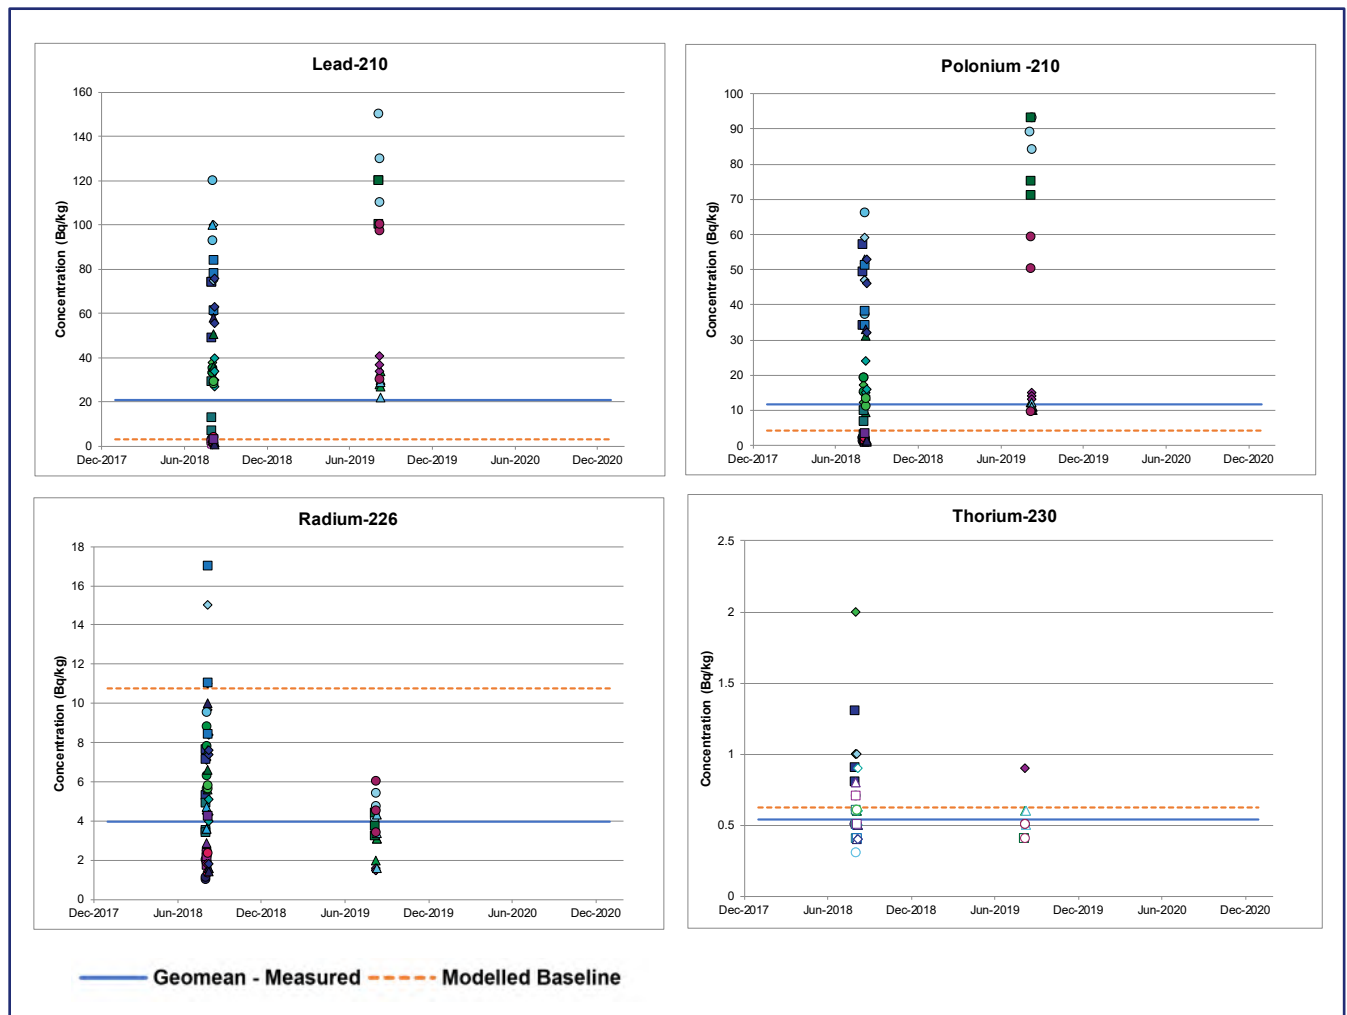 Lead-210
Concentration (Bq/kg)
160
140
120
100
80
60
40
20
0
Dec-2017 Jun-2018 Dec-2018 Jun-2019 Dec-2019 Jun-2020 Dec-2020
Polonium -210
Concentration (Bq/kg)
100
90
80
70
60
50
40
30
20
10
0
Dec-2017 Jun-2018 Dec-2018 Jun-2019 Dec-2019 Jun-2020 Dec-2020
Radium-226
Concentration (Bq/kg)
18
16
14
12
10
8
6
4
2
0
Dec-2017 Jun-2018 Dec-2018 Jun-2019 Dec-2019 Jun-2020 Dec-2020
Thorium-230
Concentration (Bq/kg)
2.5
2
1.5
1
0.5
0
Dec-2017 Jun-2018 Dec-2018 Jun-2019 Dec-2019 Jun-2020 Dec-2020
Geomean - Measured Modelled Baseline